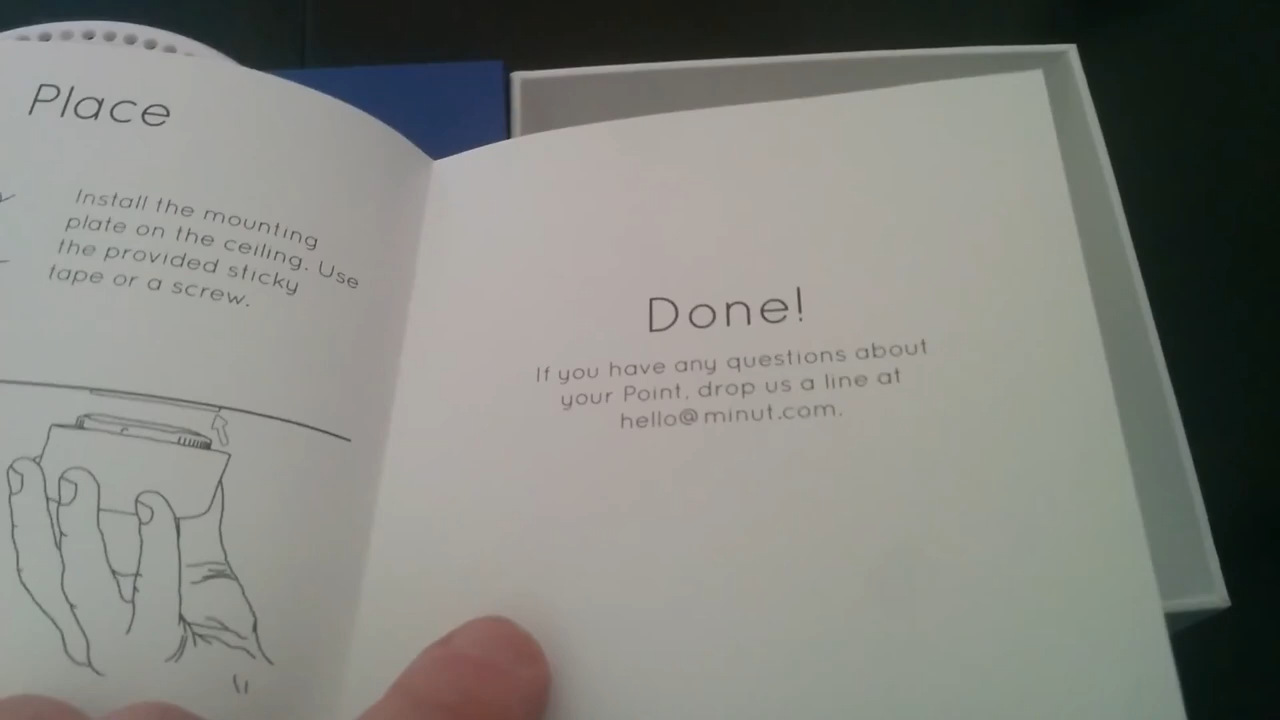 Place
Install the mounting
plate on the ceiling. Use
the provided sticky
tape or a screw.
Done!
If you have any questions about
your Point, drop us a line at
hello@minut.com.